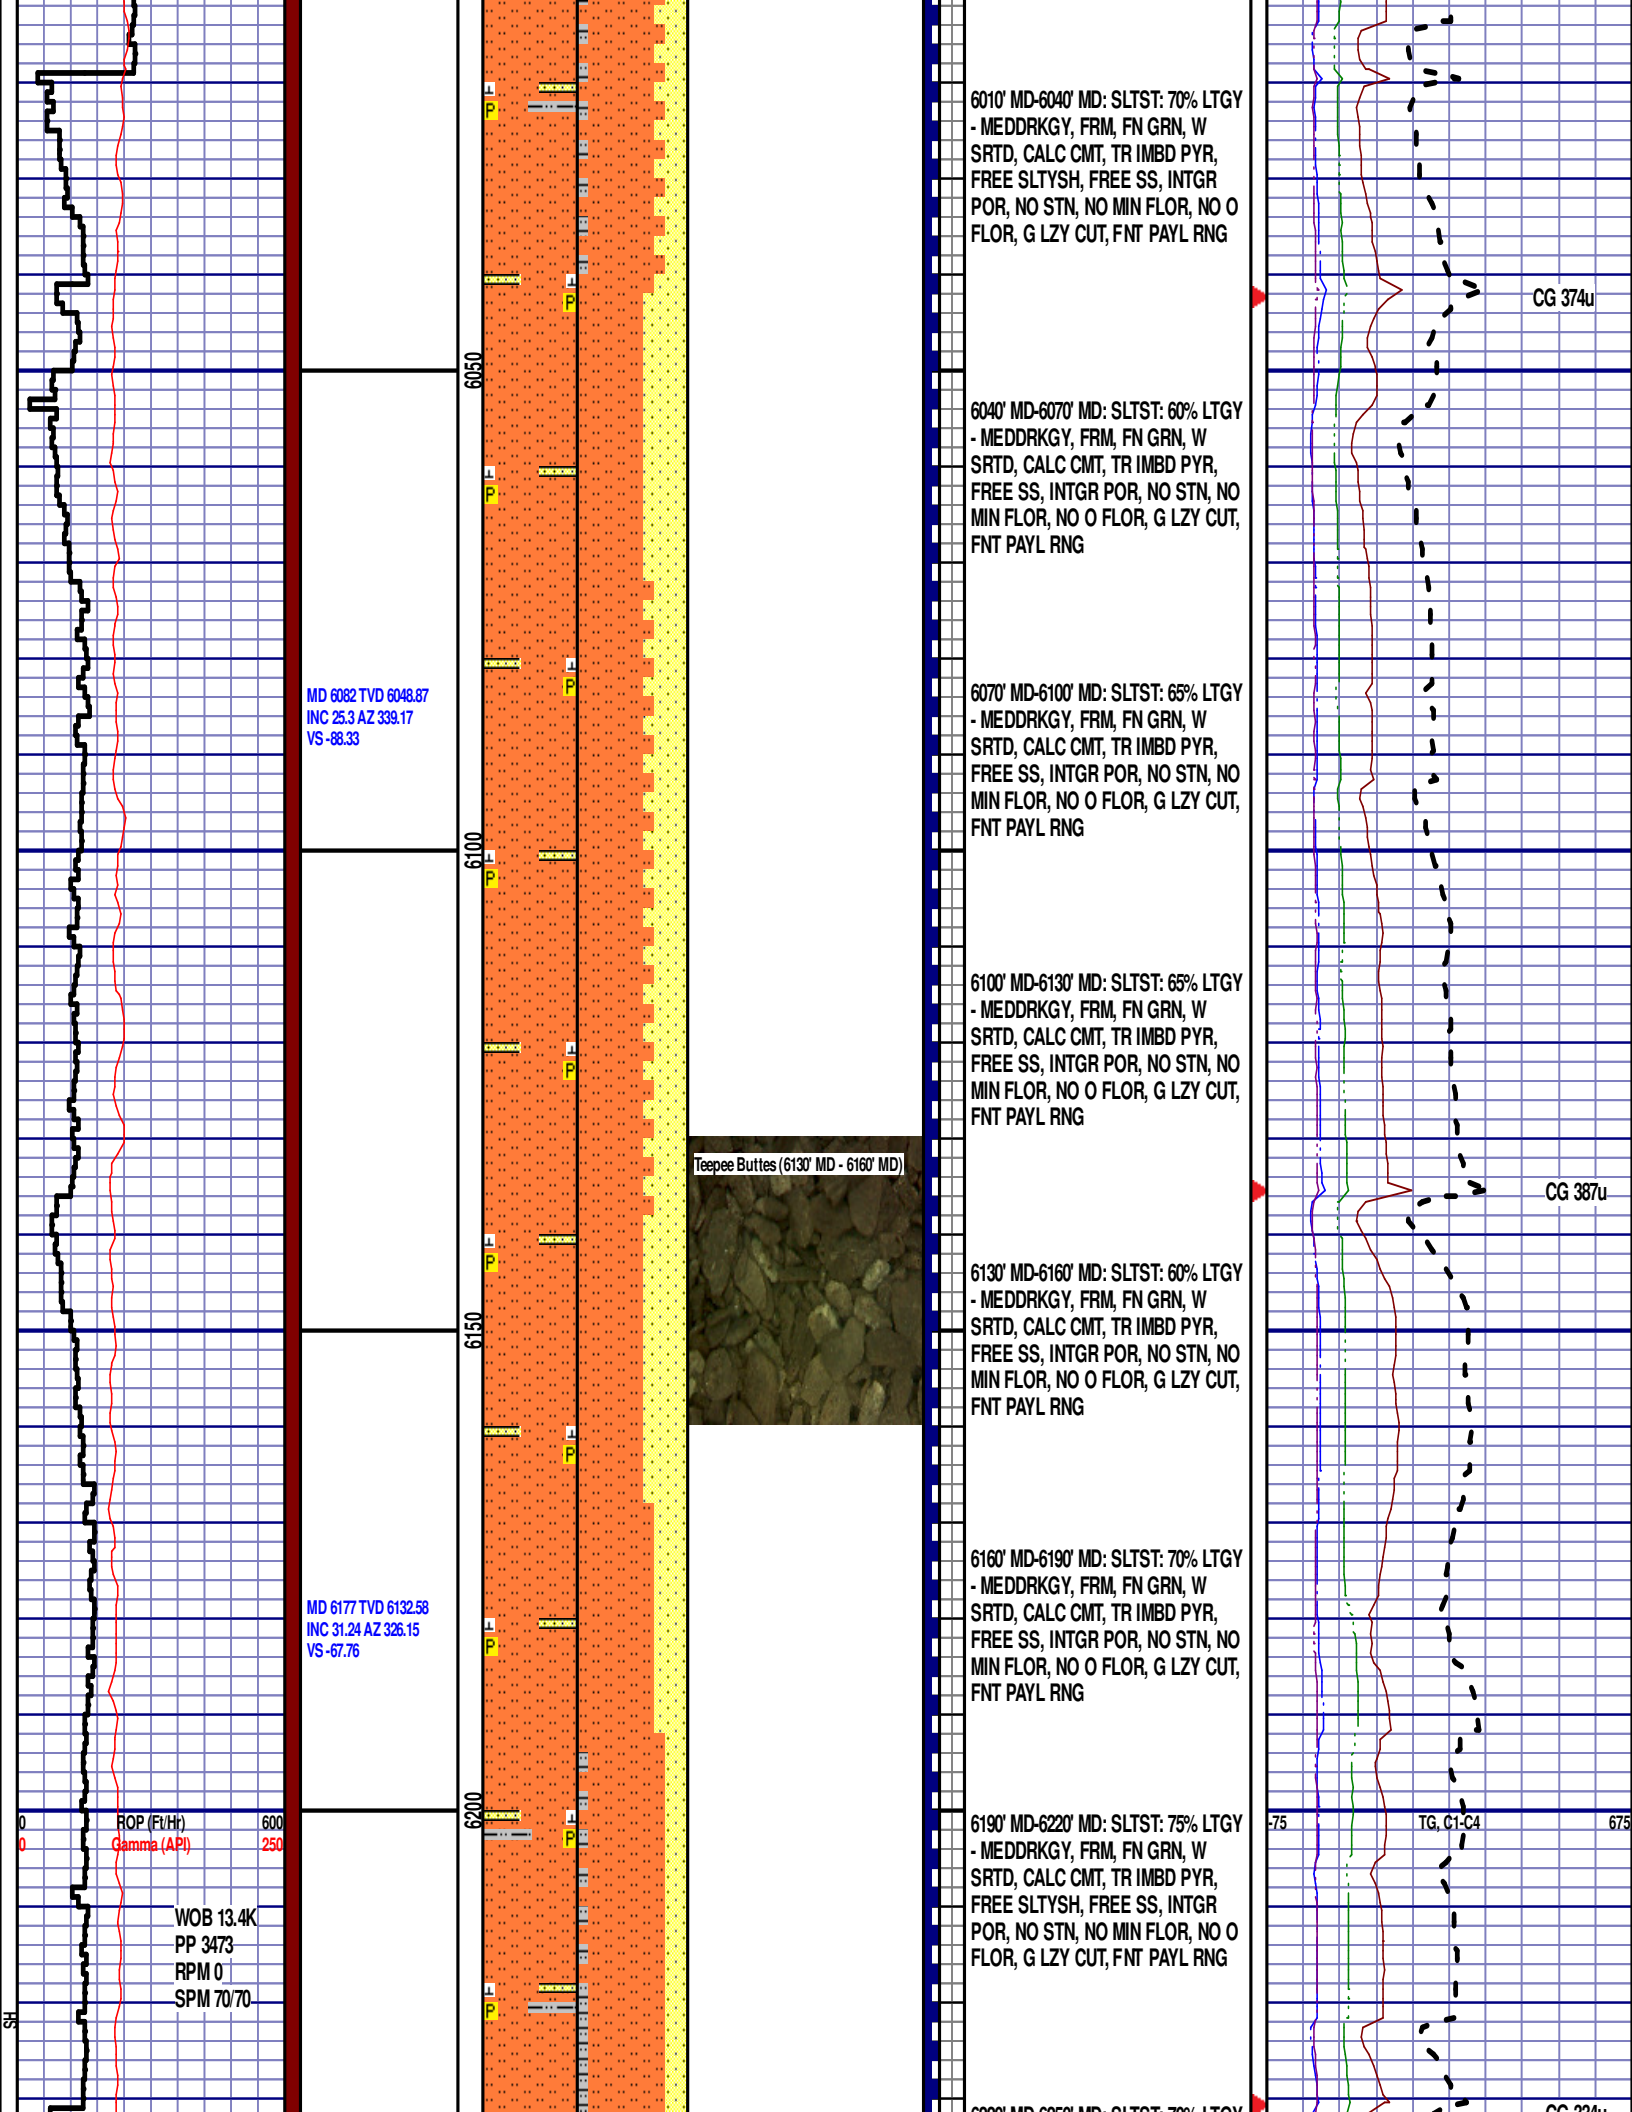 6010' MD-6040' MD: SLTST: 70% LTGY
- MEDDRKGY, FRM, FN GRN, W
SRTD, CALC CMT, TR IMBD PYR,
FREE SLTYSH, FREE SS, INTGR
POR, NO STN, NO MIN FLOR, NO O
FLOR, G LZY CUT, FNT PAYL RNG
CG 374u
6050
6040' MD-6070' MD: SLTST: 60% LTGY
- MEDDRKGY, FRM, FN GRN, W
SRTD, CALC CMT, TR IMBD PYR,
FREE SS, INTGR POR, NO STN, NO
MIN FLOR, NO O FLOR, G LZY CUT,
FNT PAYL RNG
MD 6082 TVD 6048.87
INC 25.3 AZ 339.17
VS -88.33
6070' MD-6100' MD: SLTST: 65% LTGY
- MEDDRKGY, FRM, FN GRN, W
SRTD, CALC CMT, TR IMBD PYR,
FREE SS, INTGR POR, NO STN, NO
MIN FLOR, NO O FLOR, G LZY CUT,
FNT PAYL RNG
6100
6100' MD-6130' MD: SLTST: 65% LTGY
- MEDDRKGY, FRM, FN GRN, W
SRTD, CALC CMT, TR IMBD PYR,
FREE SS, INTGR POR, NO STN, NO
MIN FLOR, NO O FLOR, G LZY CUT,
FNT PAYL RNG
Teepee Buttes (6130' MD - 6160' MD)
CG 387u
6130' MD-6160' MD: SLTST: 60% LTGY
- MEDDRKGY, FRM, FN GRN, W
SRTD, CALC CMT, TR IMBD PYR,
FREE SS, INTGR POR, NO STN, NO
MIN FLOR, NO O FLOR, G LZY CUT,
FNT PAYL RNG
6150
6160' MD-6190' MD: SLTST: 70% LTGY
- MEDDRKGY, FRM, FN GRN, W
SRTD, CALC CMT, TR IMBD PYR,
FREE SS, INTGR POR, NO STN, NO
MIN FLOR, NO O FLOR, G LZY CUT,
FNT PAYL RNG
MD 6177 TVD 6132.58
INC 31.24 AZ 326.15
VS -67.76
6200
0 ROP (Ft/Hr) 600
0 Gamma (API) 250
-75 TG, C1-C4 675
6190' MD-6220' MD: SLTST: 75% LTGY
- MEDDRKGY, FRM, FN GRN, W
SRTD, CALC CMT, TR IMBD PYR,
FREE SLTYSH, FREE SS, INTGR
POR, NO STN, NO MIN FLOR, NO O
FLOR, G LZY CUT, FNT PAYL RNG
WOB 13.4K
PP 3473
RPM 0
SPM 70/70
HS
P
P
P
P
P
P
P
P
P
P
P